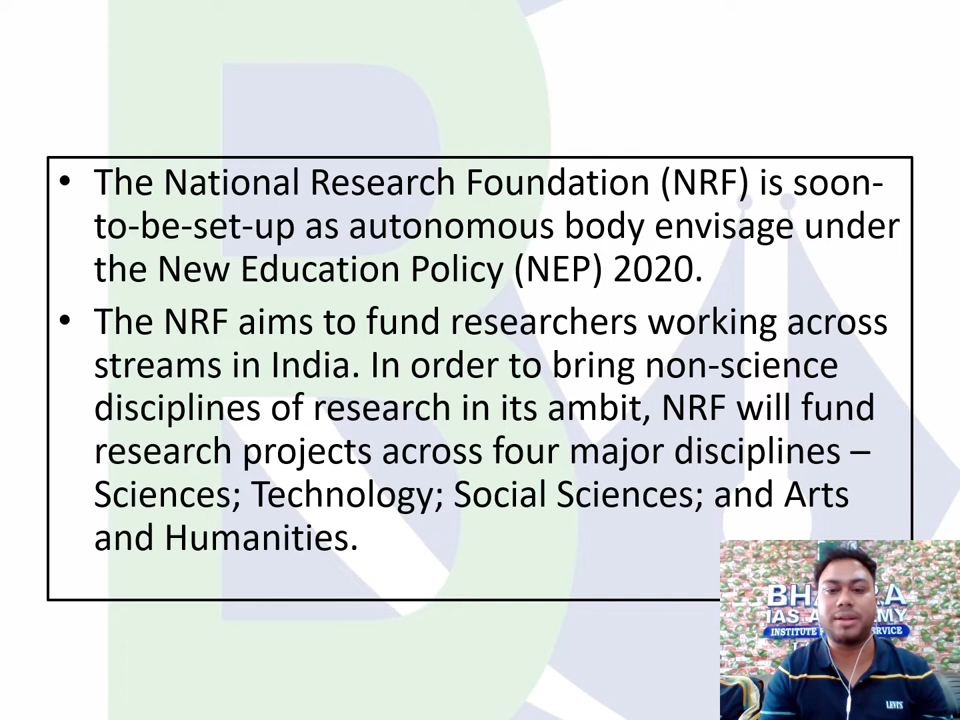 • The National Research Foundation (NRF) is soon-
to-be-set-up as autonomous body envisage under
the New Education Policy (NEP) 2020.
• The NRF aims to fund researchers working across
streams in India. In order to bring non-science
disciplines of research in its ambit, NRF will fund
research projects across four major disciplines –
Sciences; Technology; Social Sciences; and Arts
and Humanities.
IAS
INSTITUTE
LEVI'S